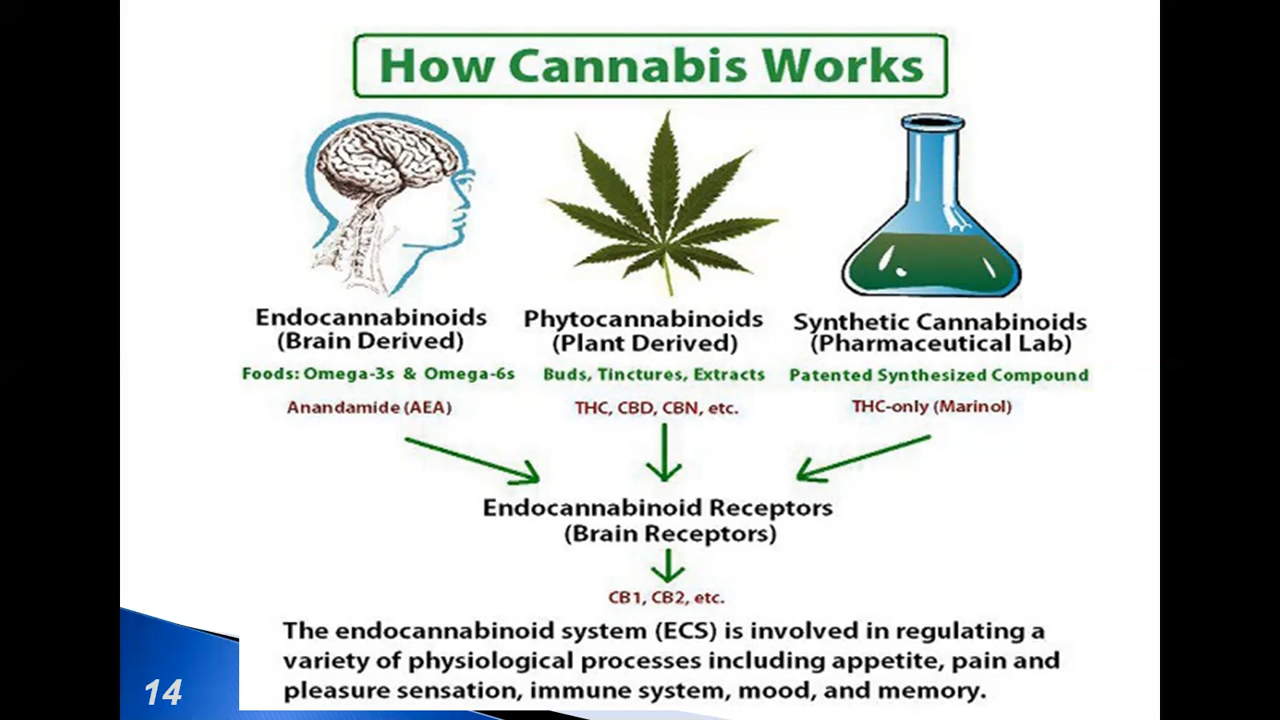 How Cannabis Works
Endocannabinoids
(Brain Derived)
Foods: Omega-3s & Omega-6s
Anandamide (AEA)
Phytocannabinoids
(Plant Derived)
Buds, Tinctures, Extracts
THC, CBD, CBN, etc.
Synthetic Cannabinoids
(Pharmaceutical Lab)
Patented Synthesized Compound
THC-only (Marinol)
Endocannabinoid Receptors
(Brain Receptors)
CB1, CB2, etc.
The endocannabinoid system (ECS) is involved in regulating a
variety of physiological processes including appetite, pain and
pleasure sensation, immune system, mood, and memory.
14